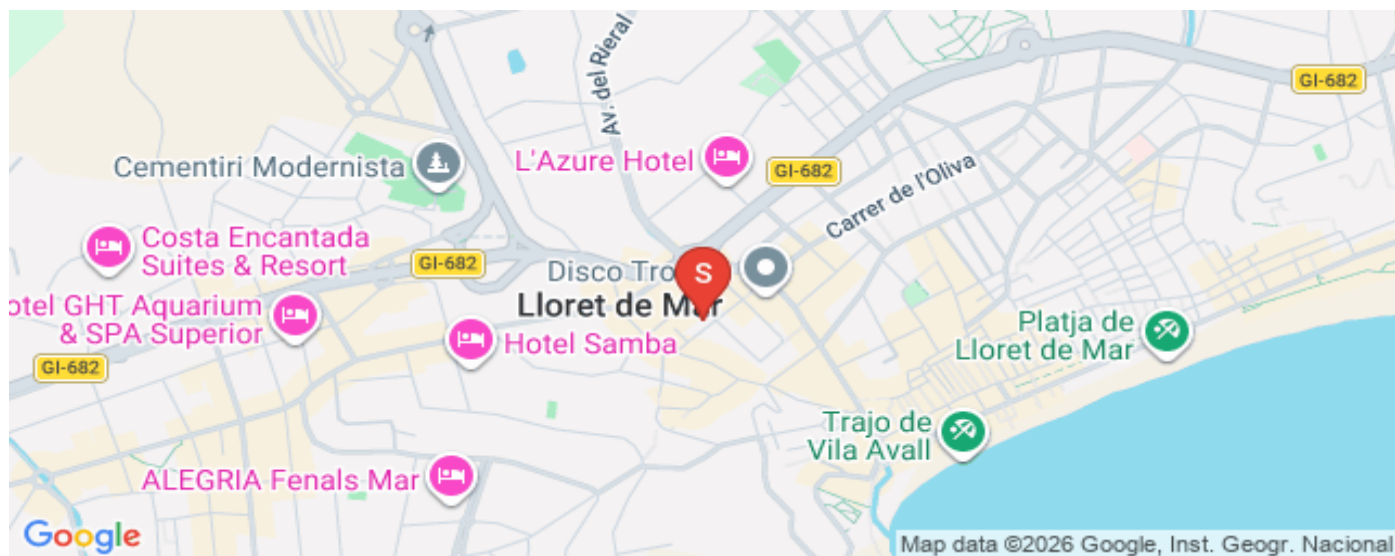 Av. del Rieral
GI-682
Cementiri Modernista
L'Azure Hotel
GI-682
Carrer de l'Oliva
Costa Encantada
Suites & Resort
GI-682
Disco Tro
S
Lloret de Mar
otel GHT Aquarium
& SPA Superior
Hotel Samba
Platja de
Lloret de Mar
GI-682
Trajo de
Vila Avall
ALEGRIA Fenals Mar
Google
Map data ©2026 Google, Inst. Geogr. Nacional